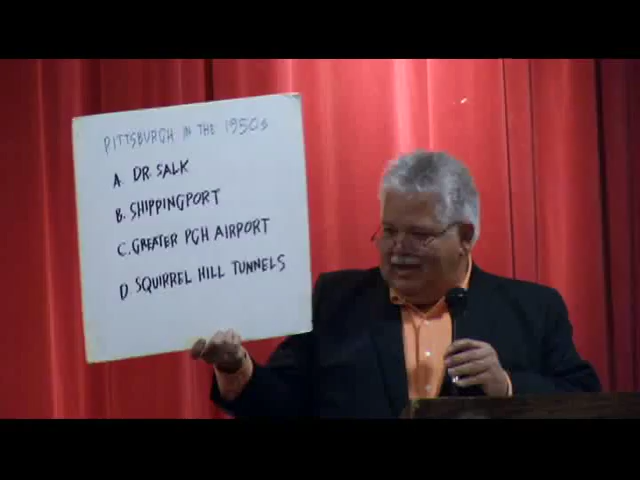 PITTSBURGH IN THE 1950s
A. DR. SALK
B. SHIPPINGPORT
C. GREATER PGH AIRPORT
D. SQUIRREL HILL TUNNELS